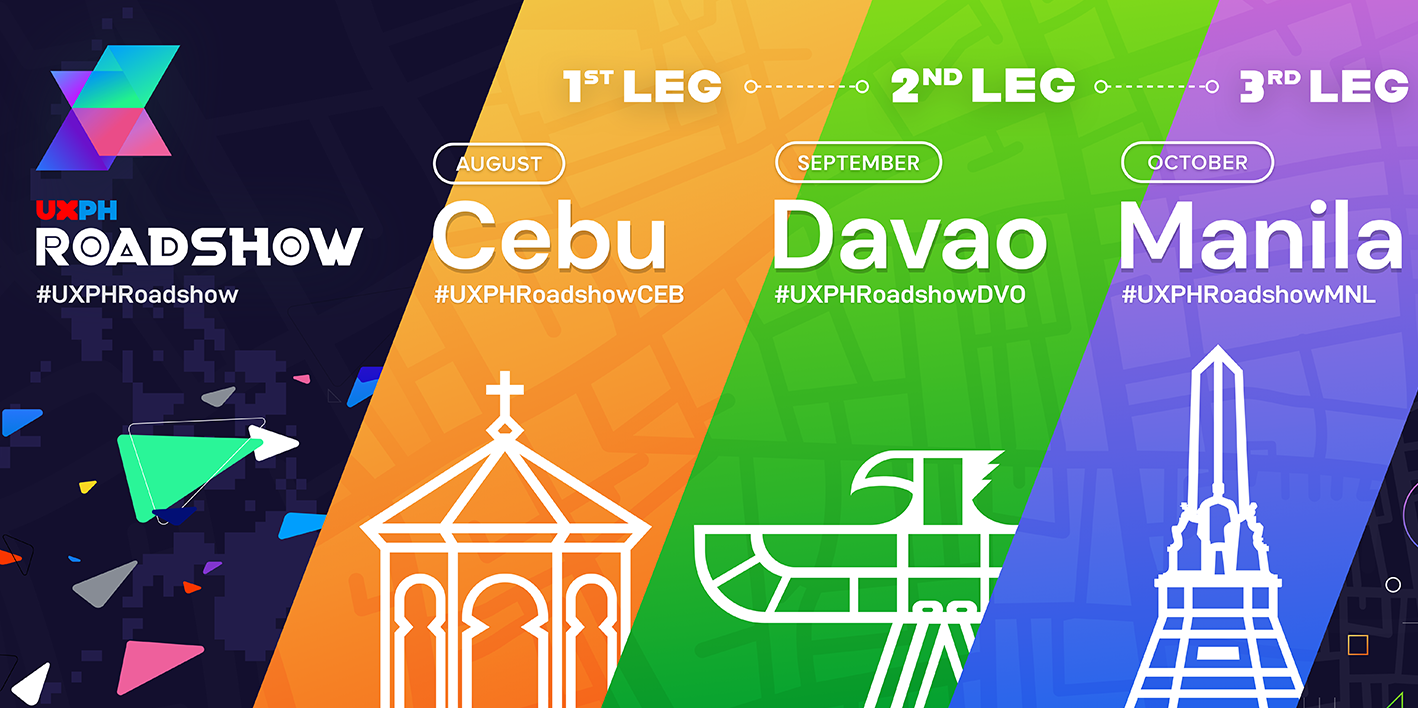 UXPH
ROADSHOW
#UXPHRoadshow
1ST LEG
AUGUST
Cebu
#UXPHRoadshowCEB
2ND LEG
SEPTEMBER
Davao
#UXPHRoadshowDVO
3RD LEG
OCTOBER
Manila
#UXPHRoadshowMNL